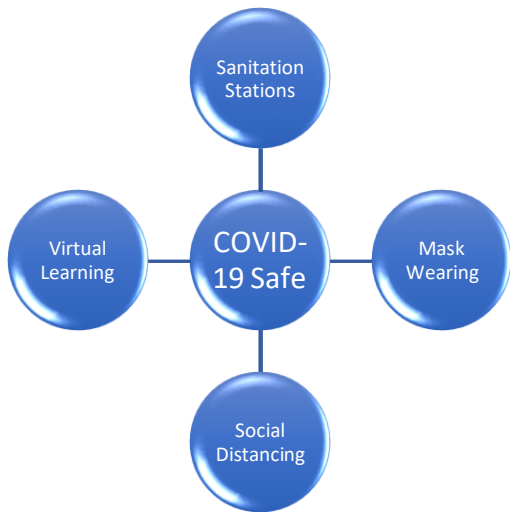 Sanitation
Stations
Virtual
Learning
COVID-
19 Safe
Mask
Wearing
Social
Distancing